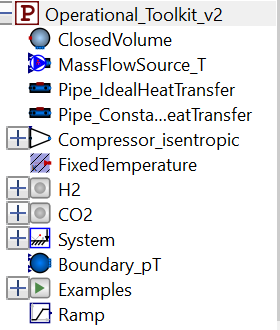 P Operational_Toolkit_v2
ClosedVolume
MassFlowSource_T
Pipe_IdealHeatTransfer
Pipe_Consta...eatTransfer
Compressor_isentropic
FixedTemperature
H2
CO2
System
Boundary_pT
Examples
Ramp